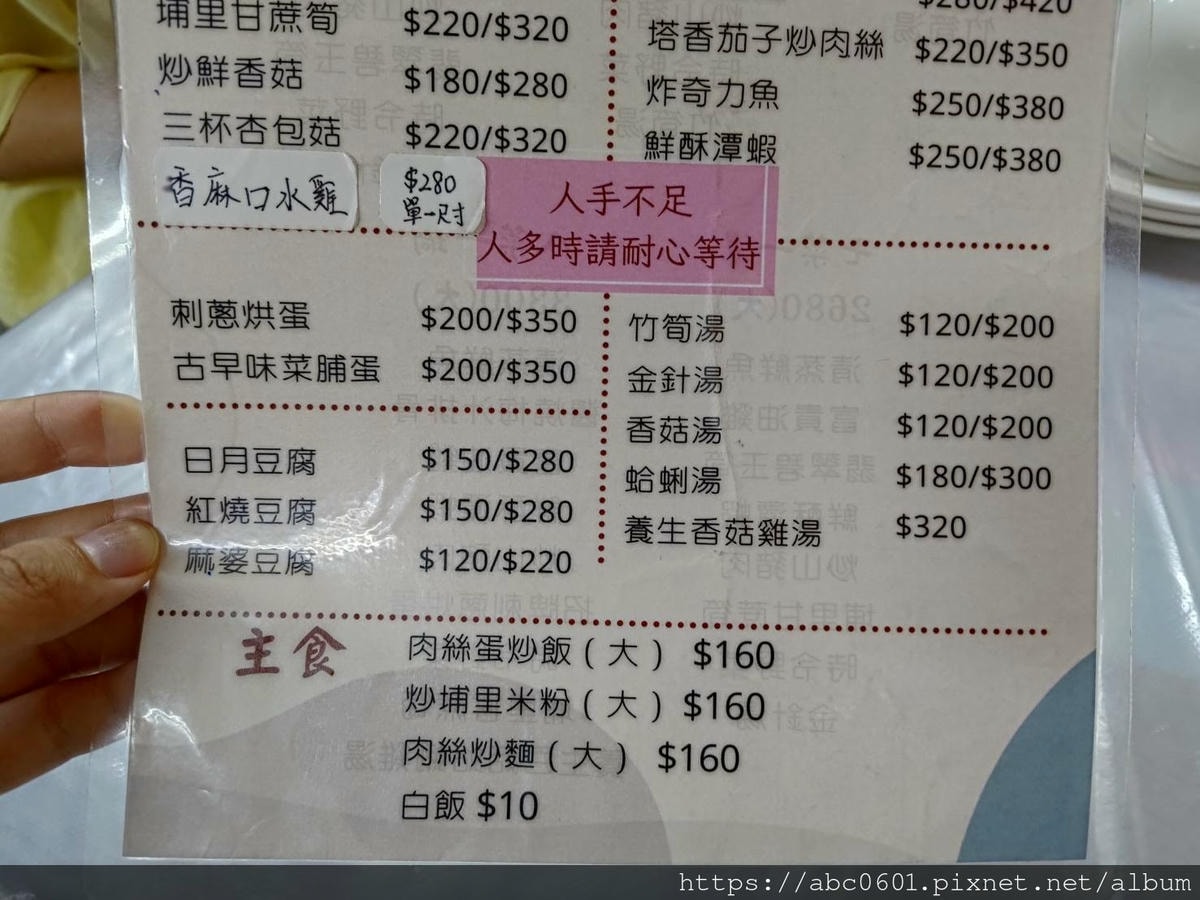 埔里甘蔗筍 $220/$320
炒鮮香菇 $180/$280
三杯杏包菇 $220/$320
香麻口水雞 $280
單一尺寸
$280/$420
塔香茄子炒肉絲 $220/$350
炸奇力魚 $250/$380
鮮酥潭蝦 $250/$380
人手不足
人多時請耐心等待
刺蔥烘蛋 $200/$350
古早味菜脯蛋 $200/$350
日月豆腐 $150/$280
紅燒豆腐 $150/$280
麻婆豆腐 $120/$220
竹筍湯 $120/$200
金針湯 $120/$200
香菇湯 $120/$200
蛤蜊湯 $180/$300
養生香菇雞湯 $320
主食
肉絲蛋炒飯(大) $160
炒埔里米粉(大) $160
肉絲炒麵(大) $160
白飯 $10
https://abc0601.pixnet.net/album